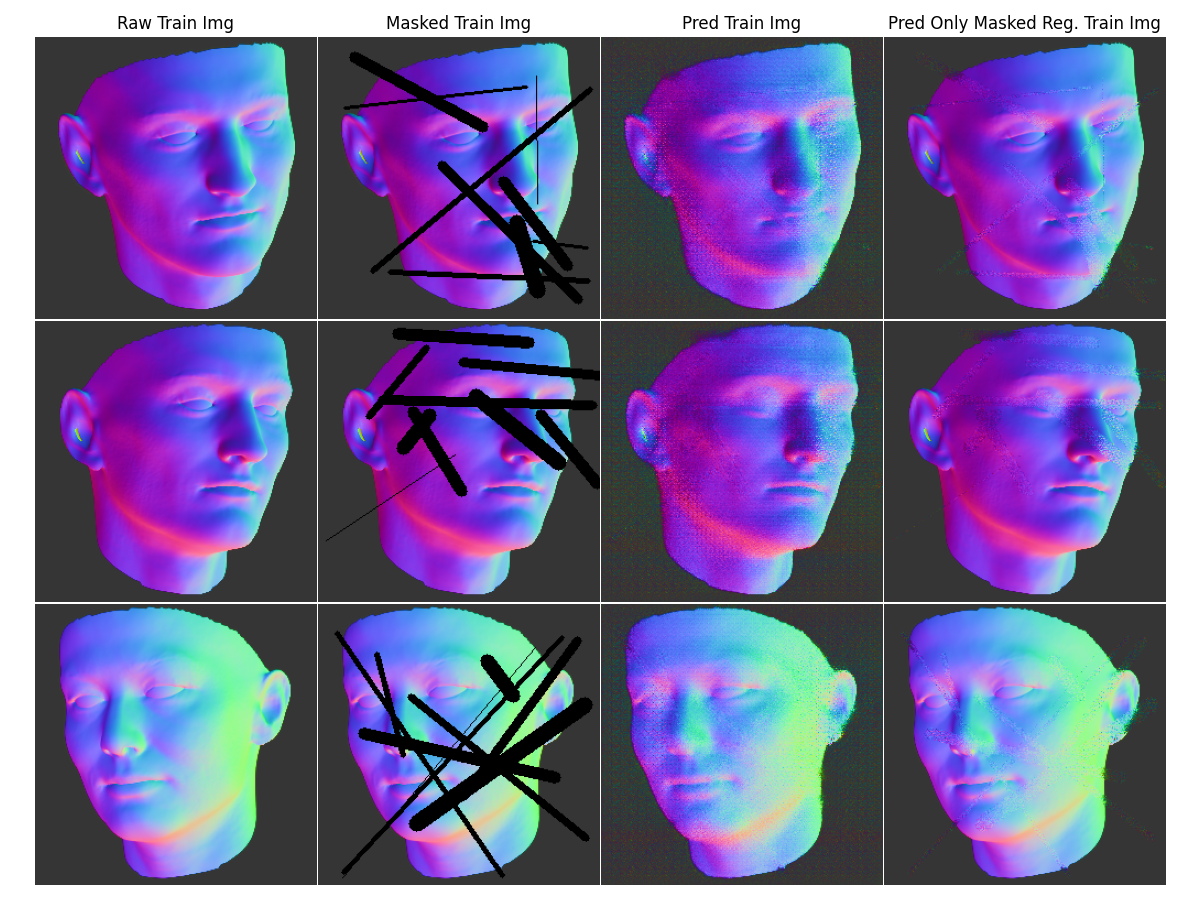 Raw Train Img
Masked Train Img
Pred Train Img
Pred Only Masked Reg. Train Img